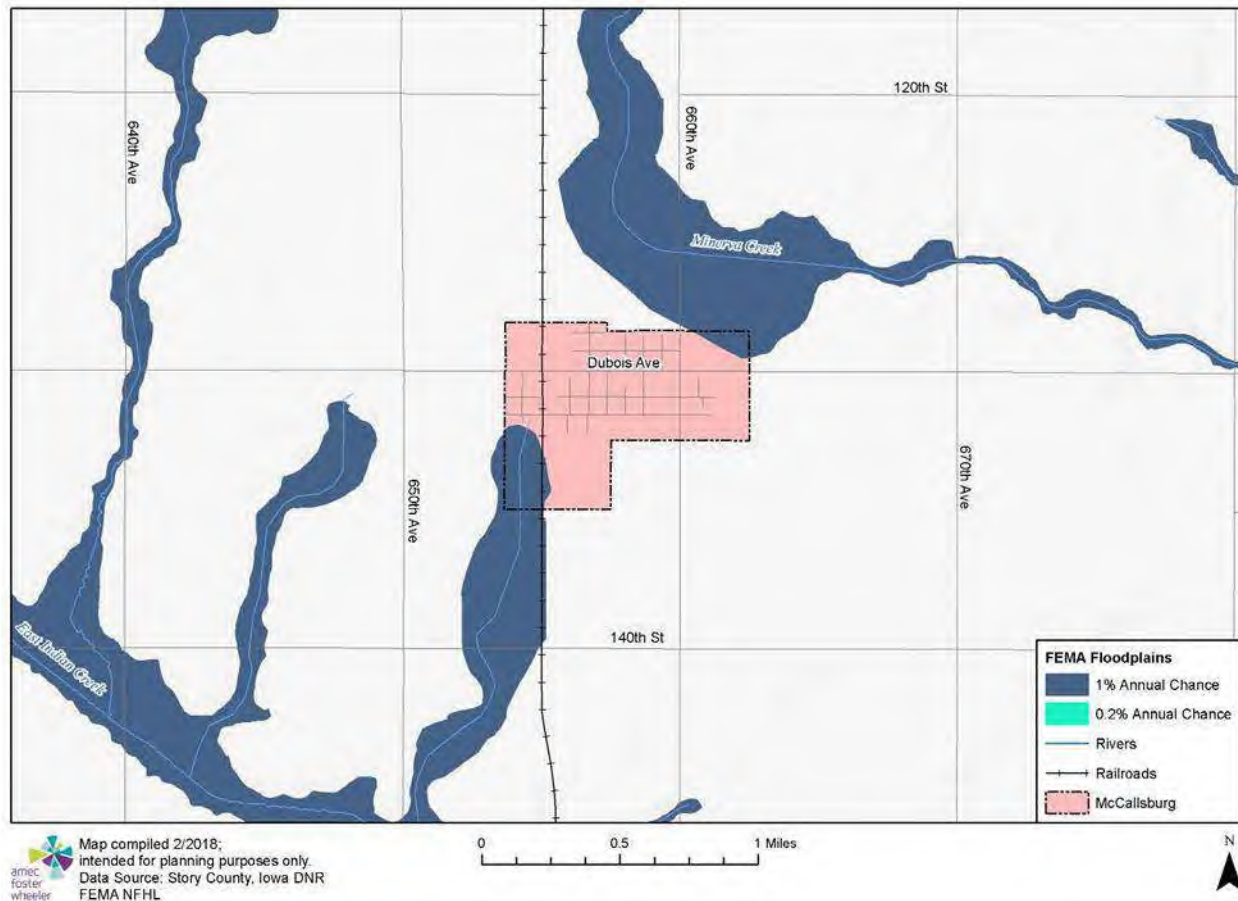 120th St
640th Ave
660th Ave
Minerva Creek
Dubois Ave
650th Ave
670th Ave
140th St
East Indian Creek
FEMA Floodplains
1% Annual Chance
0.2% Annual Chance
Rivers
Railroads
McCallsburg
amec
foster
wheeler
Map compiled 2/2018;
intended for planning purposes only.
Data Source: Story County, Iowa DNR
FEMA NFHL
0 0.5 1 Miles
N